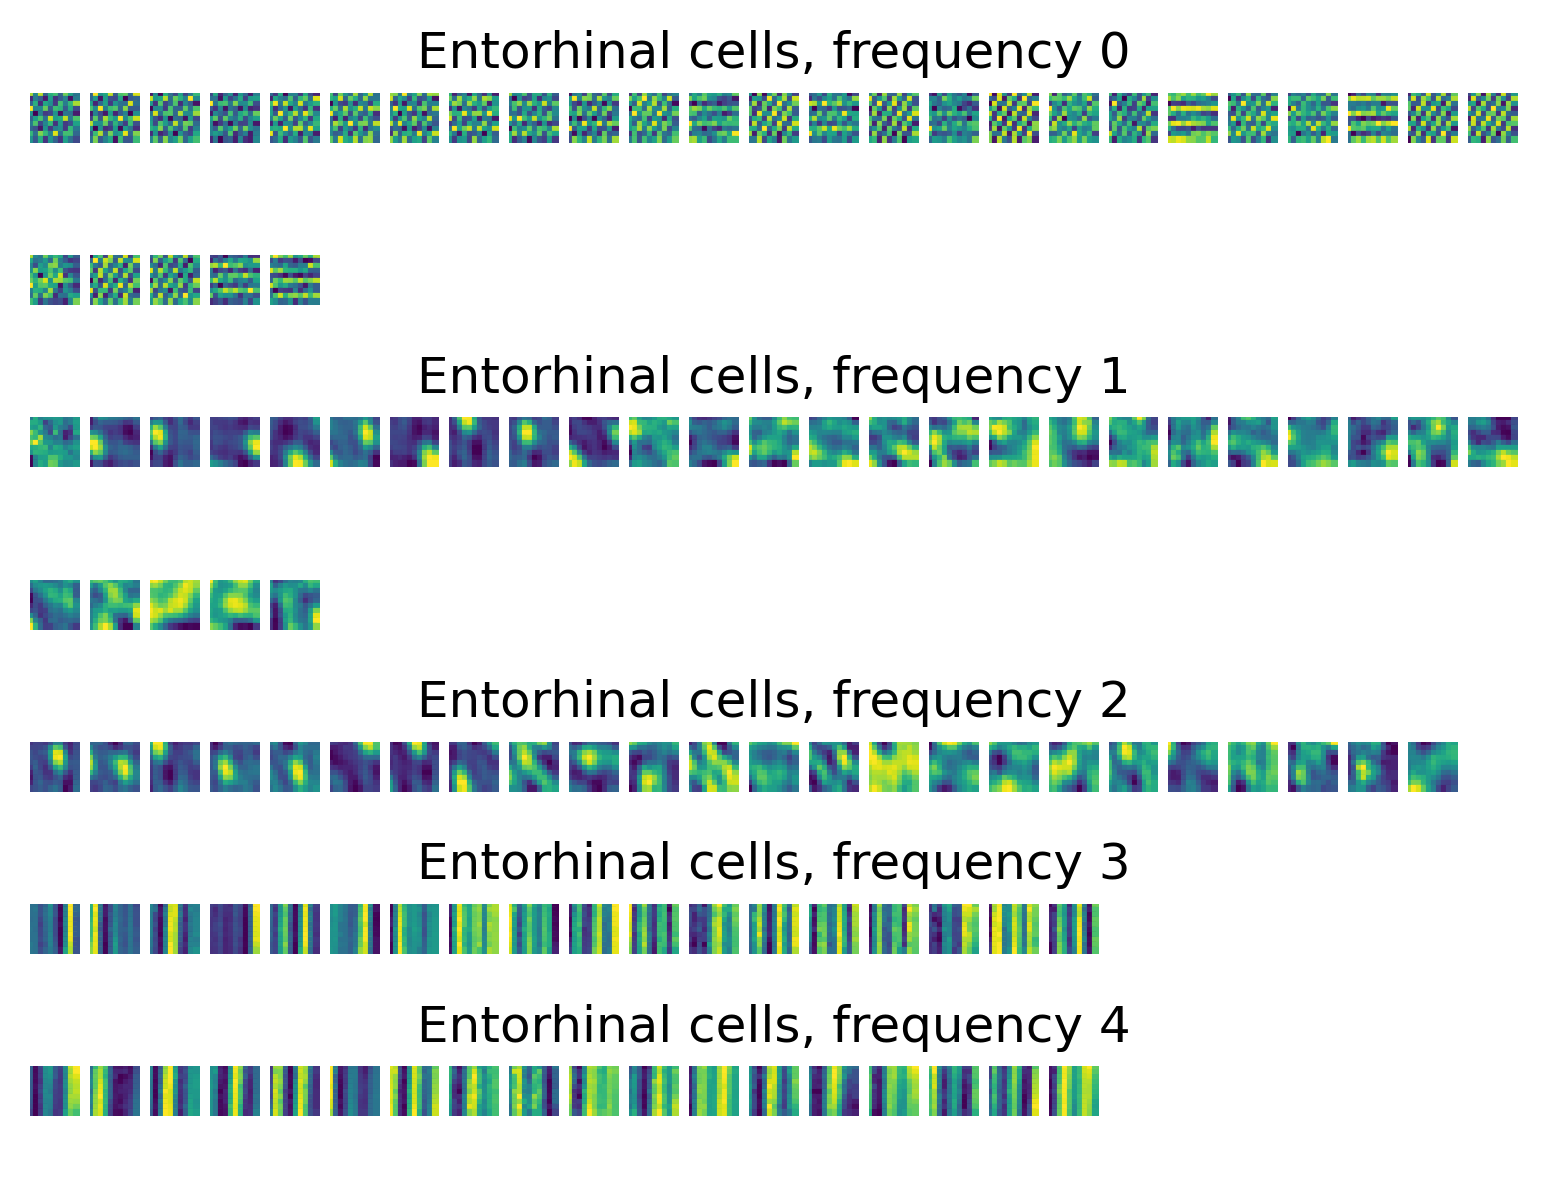 Entorhinal cells, frequency 0
Entorhinal cells, frequency 1
Entorhinal cells, frequency 2
Entorhinal cells, frequency 3
Entorhinal cells, frequency 4